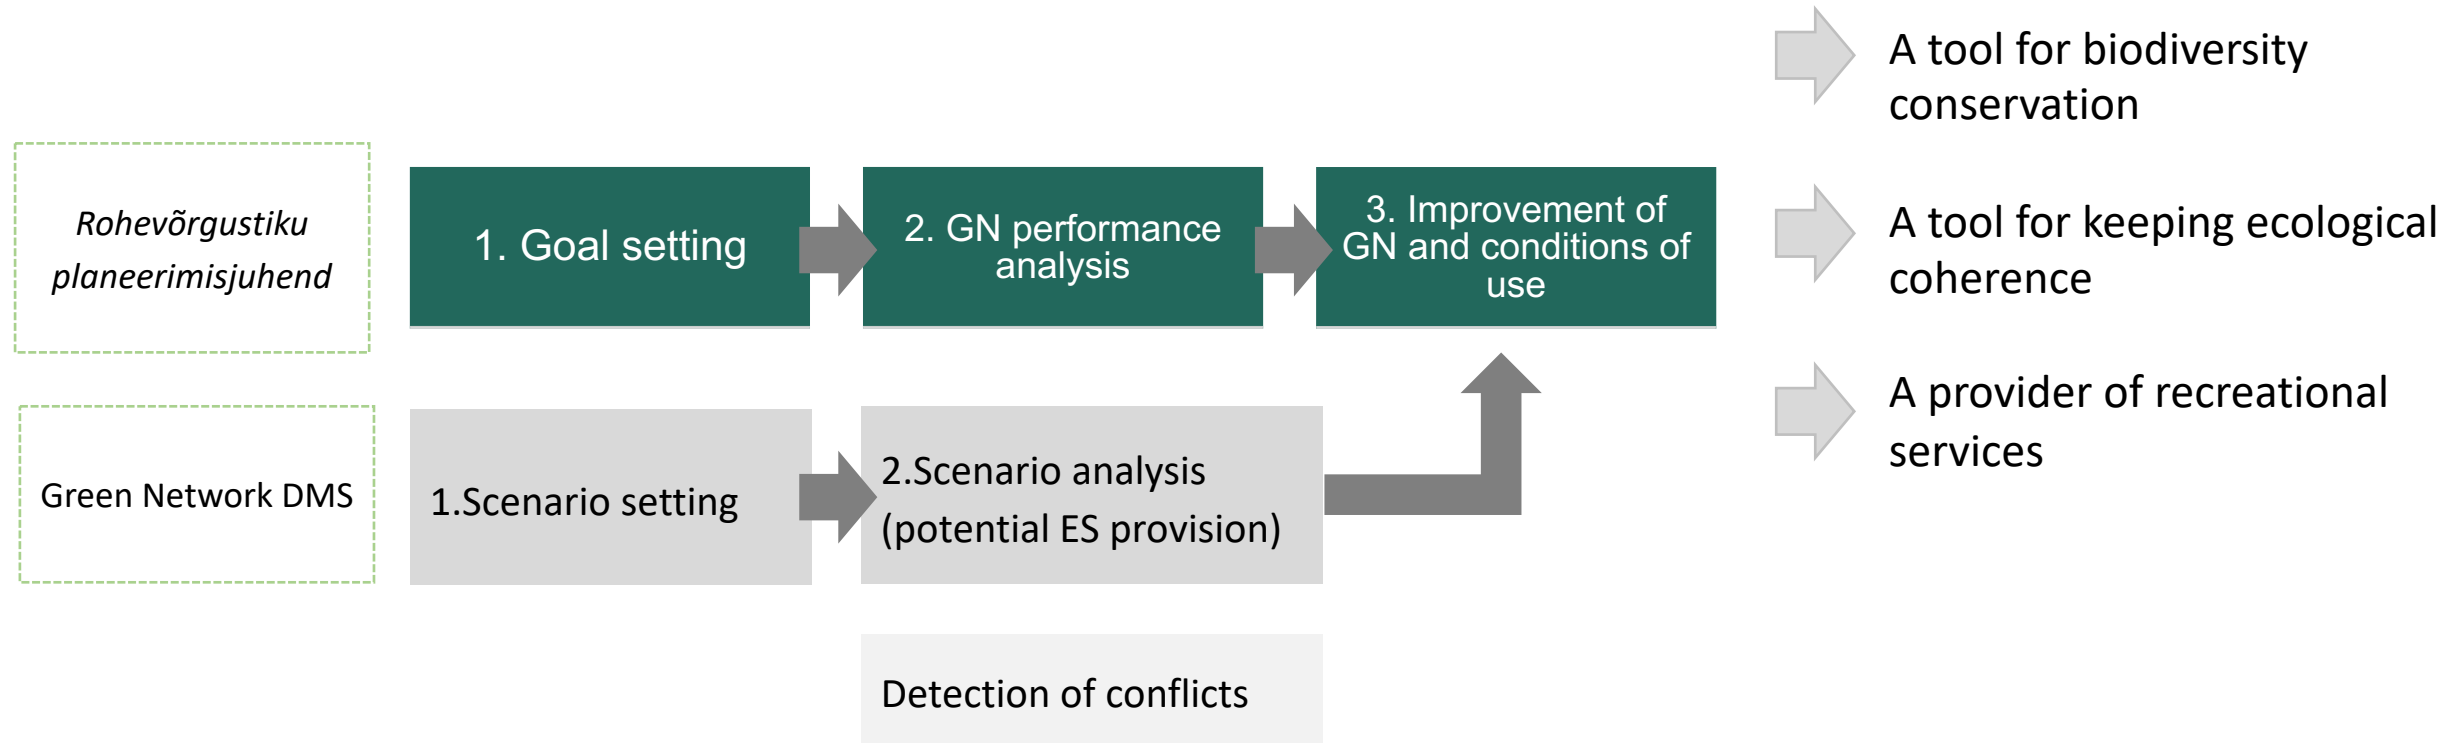 Rohevõrgustiku
planeerimisjuhend
1. Goal setting
2. GN performance
analysis
3. Improvement of
GN and conditions of
use
Green Network DMS
1.Scenario setting
2.Scenario analysis
(potential ES provision)
Detection of conflicts
A tool for biodiversity
conservation
A tool for keeping ecological
coherence
A provider of recreational
services